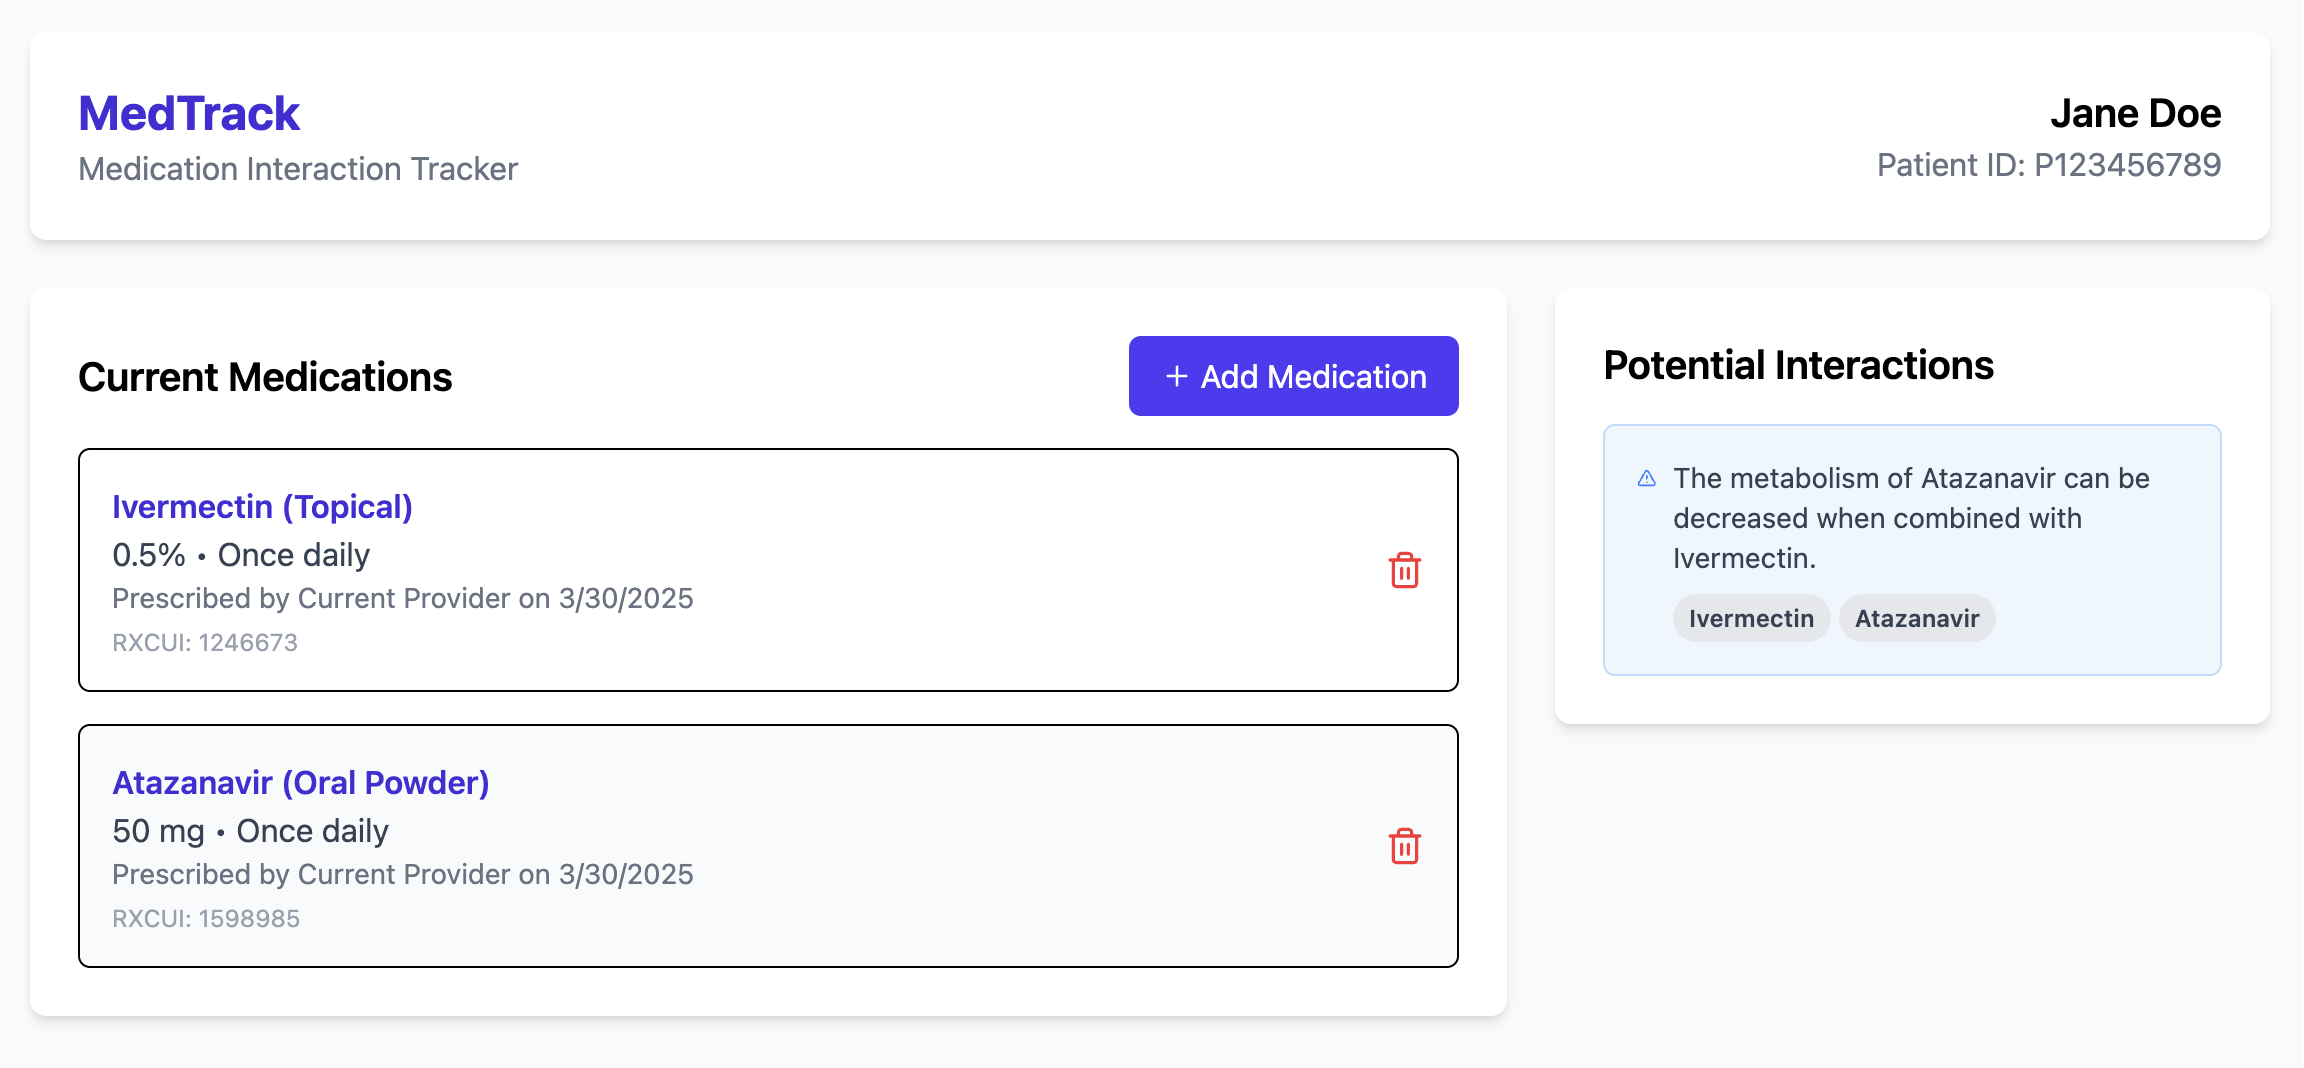 MedTrack
Medication Interaction Tracker
Jane Doe
Patient ID: P123456789
Current Medications
+ Add Medication
Ivermectin (Topical)
0.5% • Once daily
Prescribed by Current Provider on 3/30/2025
RXCUI: 1246673
Atazanavir (Oral Powder)
50 mg • Once daily
Prescribed by Current Provider on 3/30/2025
RXCUI: 1598985
Potential Interactions
The metabolism of Atazanavir can be
decreased when combined with
Ivermectin.
Ivermectin Atazanavir